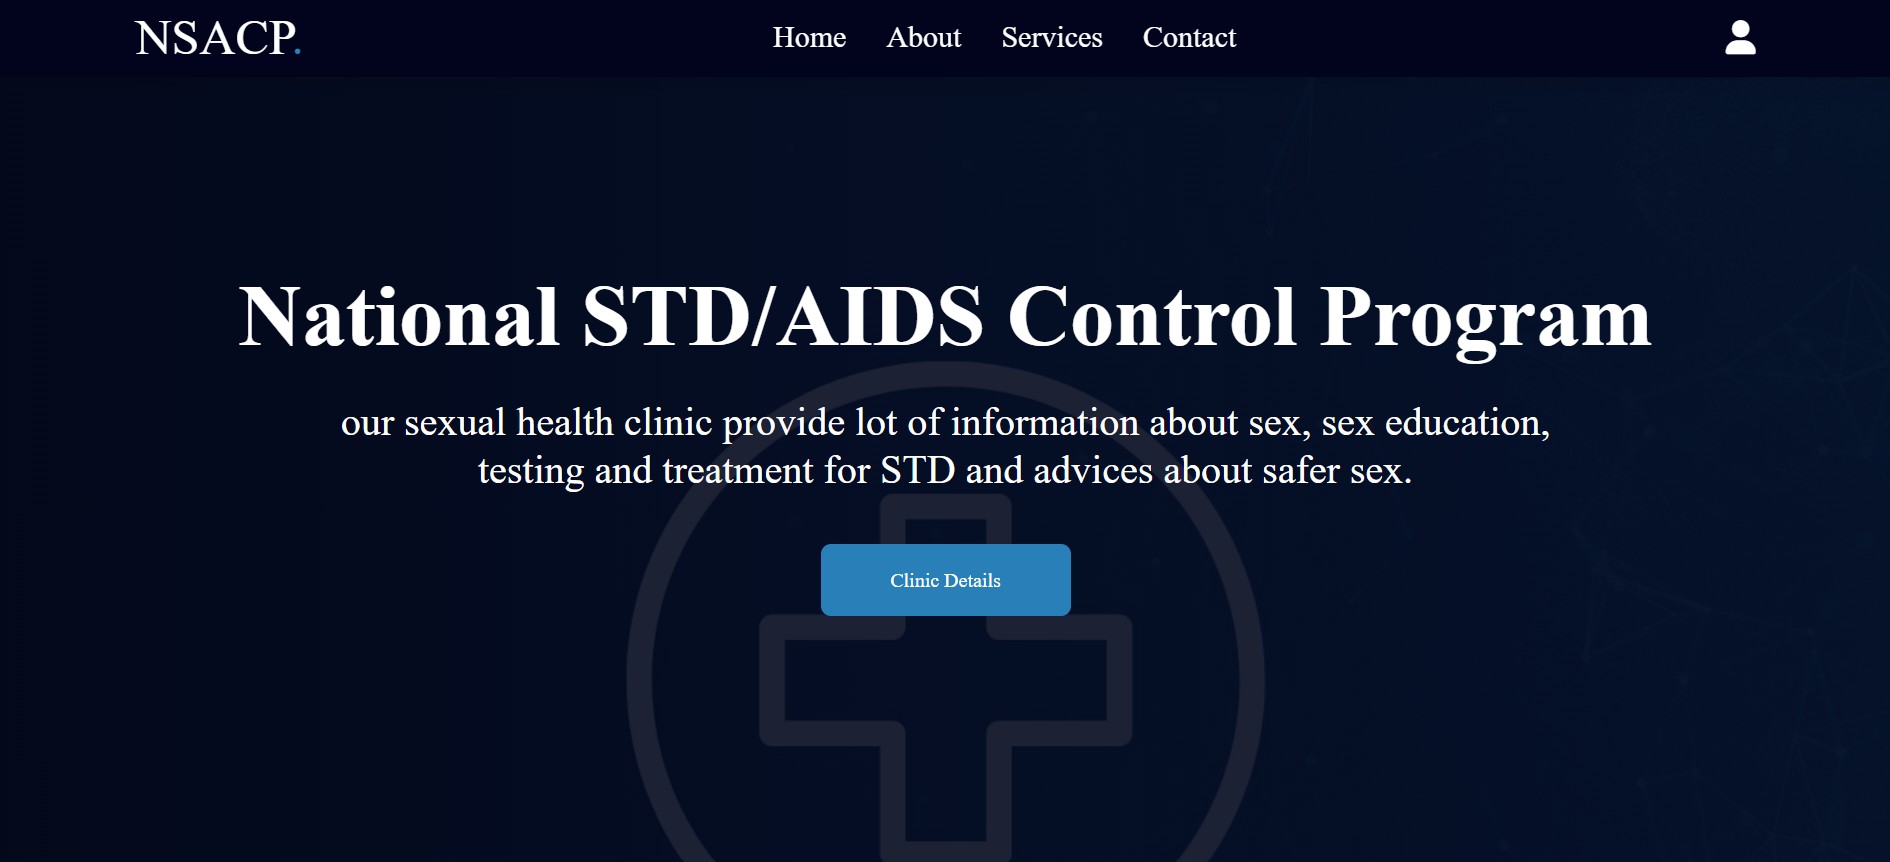 NSACP.
Home About Services Contact
National STD/AIDS Control Program
our sexual health clinic provide lot of information about sex, sex education,
testing and treatment for STD and advices about safer sex.
Clinic Details